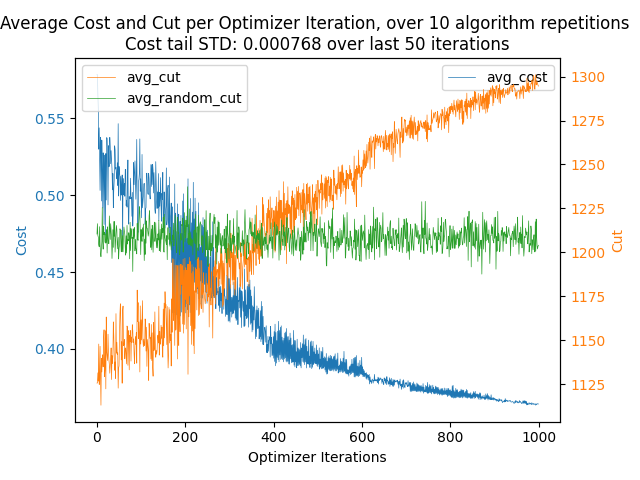 Average Cost and Cut per Optimizer Iteration, over 10 algorithm repetitions
Cost tail STD: 0.000768 over last 50 iterations
avg_cut
avg_random_cut
avg_cost
0.55
0.50
0.45
0.40
Cost
1300
1275
1250
1225
1200
1175
1150
1125
Cut
0 200 400 600 800 1000
Optimizer Iterations